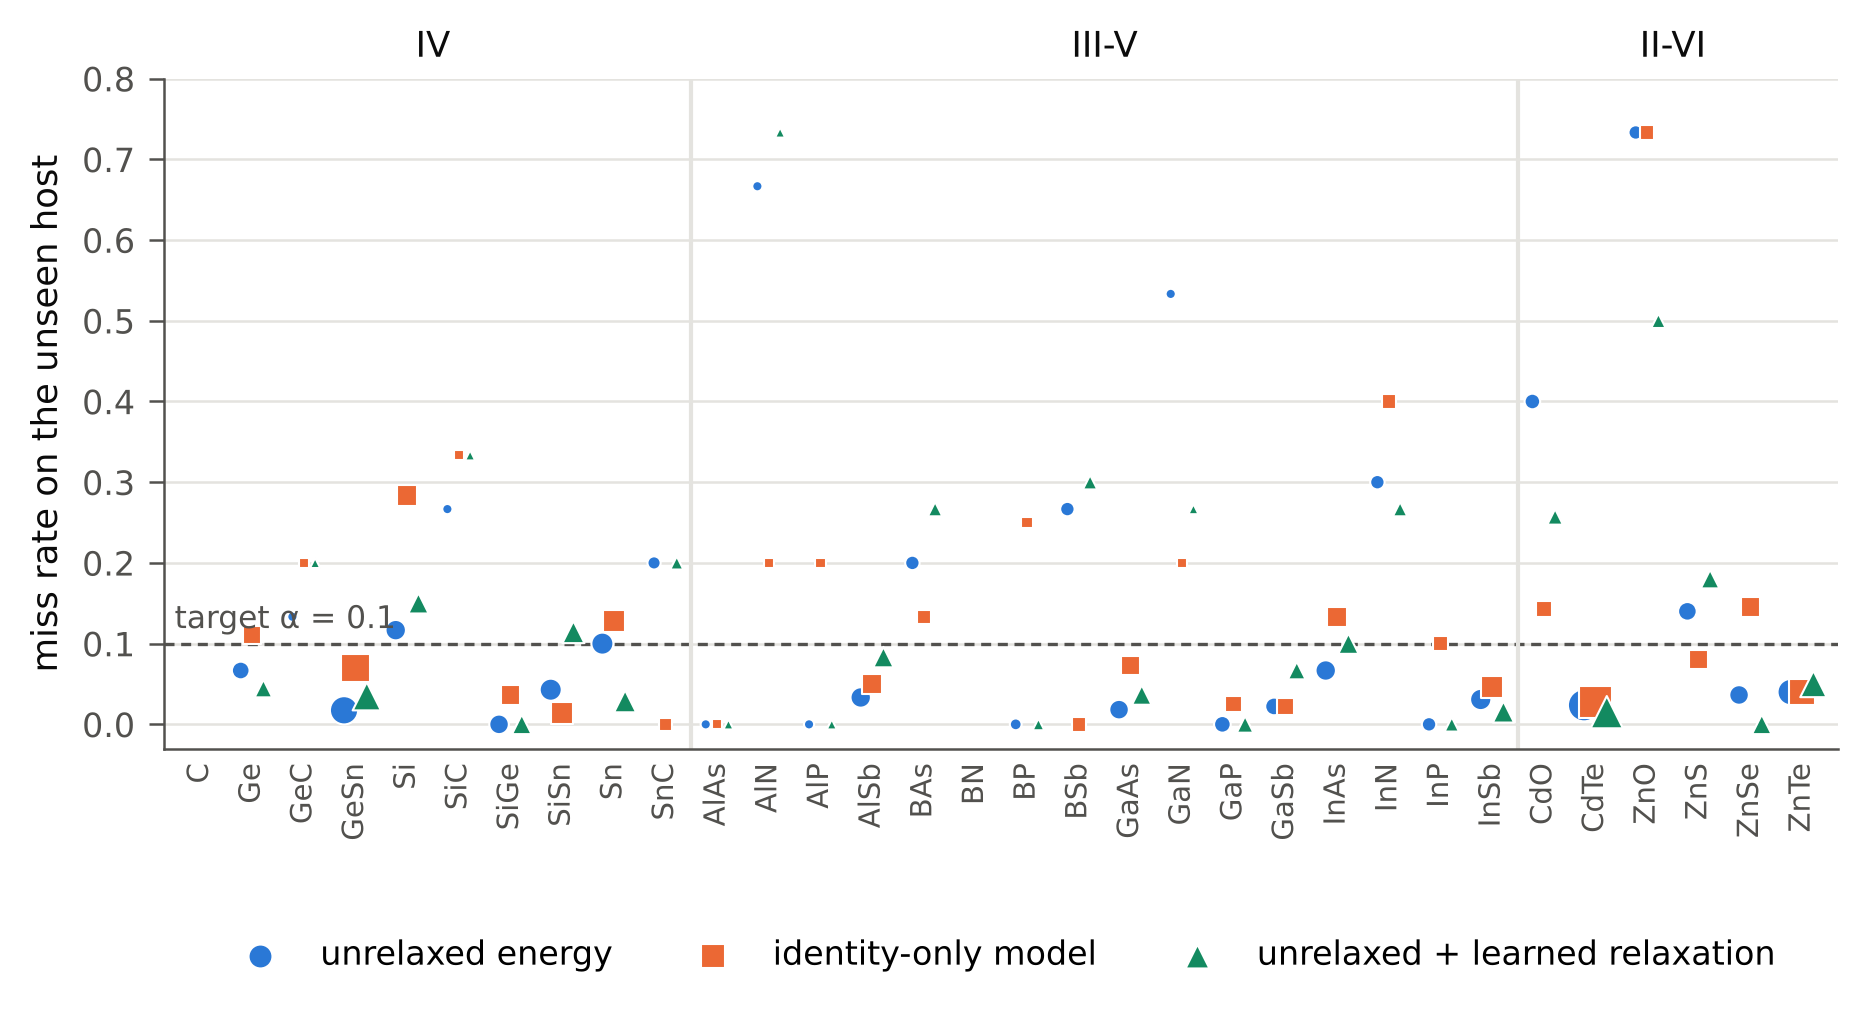 IV
III-V
II-VI
miss rate on the unseen host
0.8
0.7
0.6
0.5
0.4
0.3
0.2
0.1
0.0
target α = 0.1
C
Ge
GeC
GeSn
Si
SiC
SiGe
SiSn
Sn
SnC
AlAs
AlN
AlP
AlSb
BAs
BN
BP
BSb
GaAs
GaN
GaP
GaSb
InAs
InN
InP
InSb
CdO
CdTe
ZnO
ZnS
ZnSe
ZnTe
unrelaxed energy
identity-only model
unrelaxed + learned relaxation